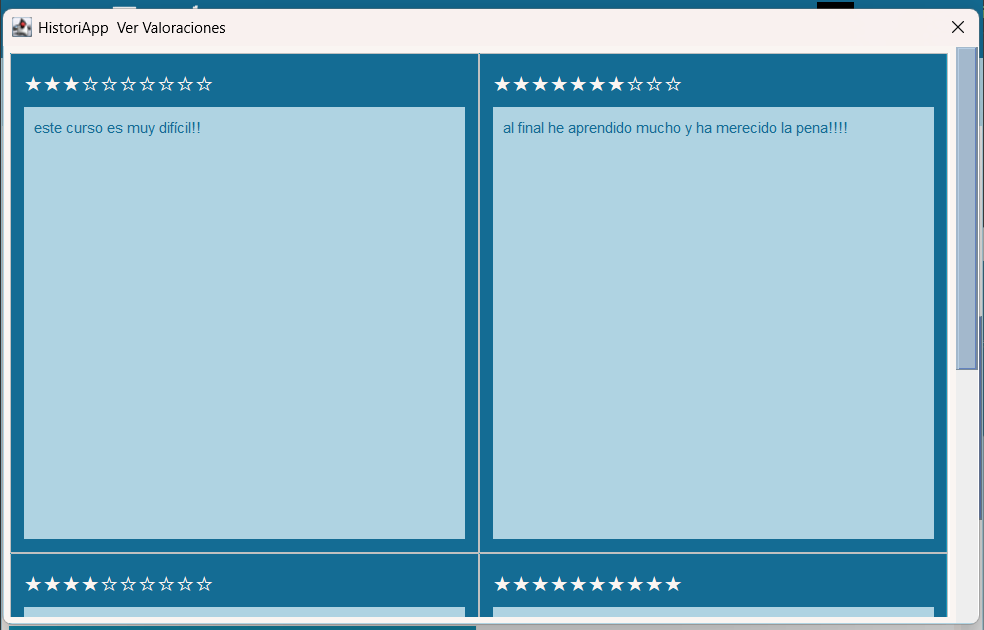 HistoriApp  Ver Valoraciones
★★★☆☆☆☆☆☆☆
este curso es muy difícil!!
★★★★★★★☆☆☆
al final he aprendido mucho y ha merecido la pena!!!!
★★★★☆☆☆☆☆☆
★★★★★★★★★★